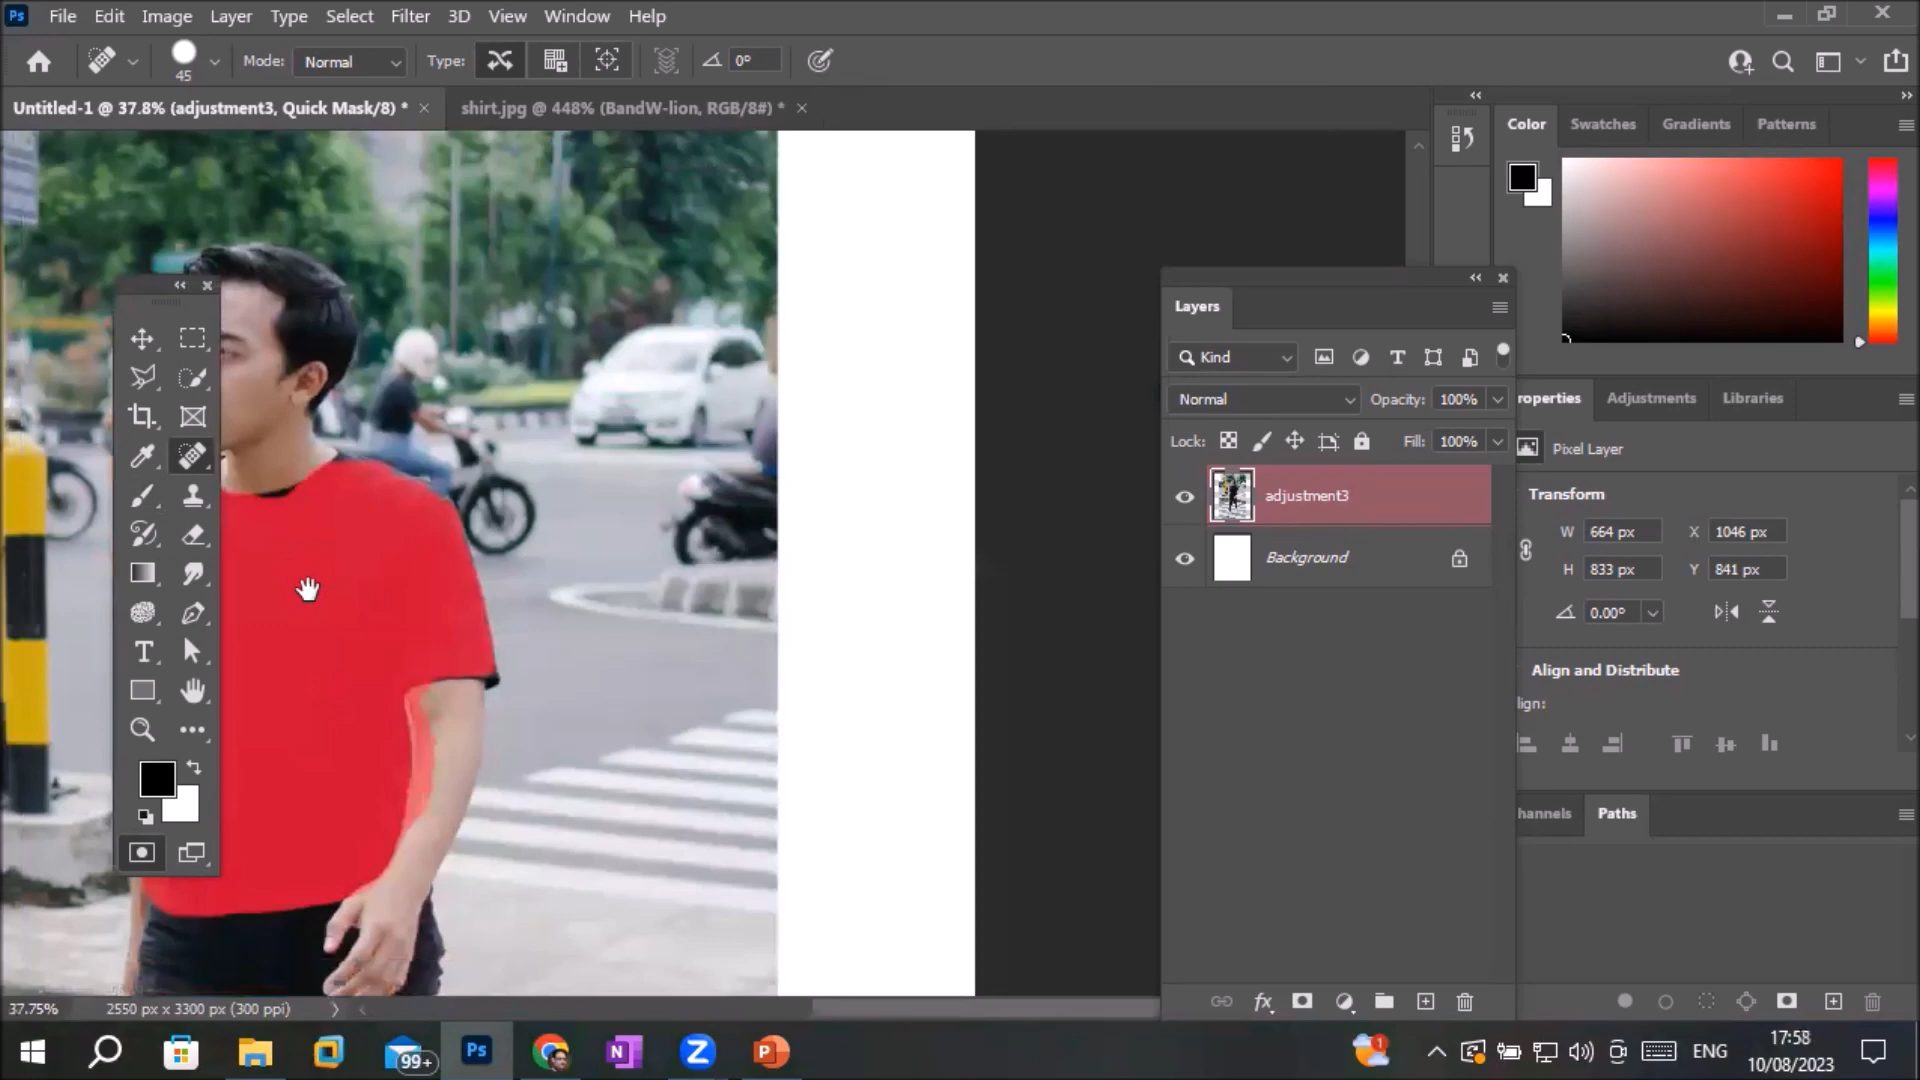 Ps File Edit Image Layer Type Select Filter 3D View Window Help
45 Mode: Normal Type: 0°
Untitled-1 @ 37.8% (adjustment3, Quick Mask/8) * × shirt.jpg @ 448% (BandW-lion, RGB/8#) * ×
Color Swatches Gradients Patterns
Layers
Kind
Normal Opacity: 100%
Lock: Fill: 100%
adjustment3
Background
roperties Adjustments Libraries
Pixel Layer
Transform
W 664 px X 1046 px
H 833 px Y 841 px
0.00°
Align and Distribute
lign:
hannels Paths
37.75% 2550 px x 3300 px (300 ppi)
99+ Ps N Z P 1 ENG 17:58
10/08/2023